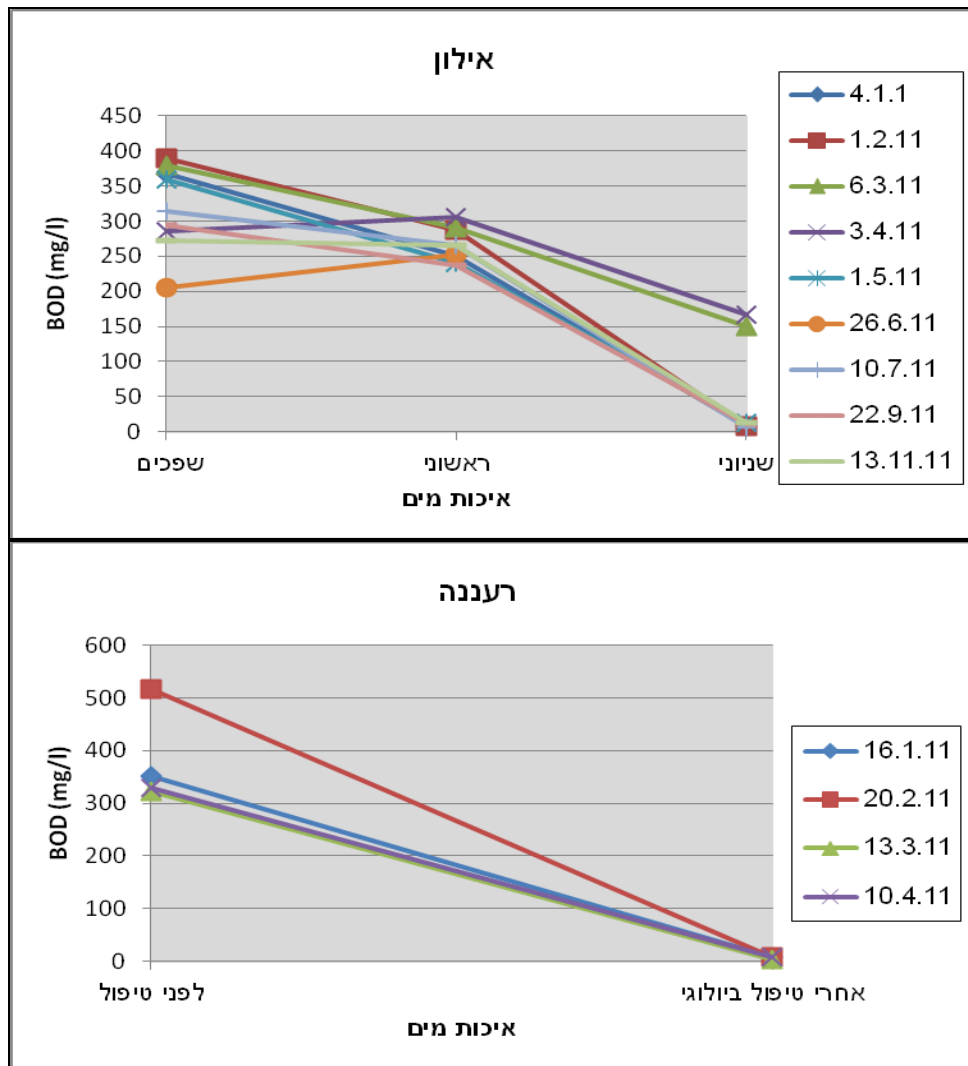 אילון
450
400
350
300
250
200
150
100
50
0
BOD (mg/l)
שפכים
ראשוני
שניוני
איכות מים
4.1.1
1.2.11
6.3.11
3.4.11
1.5.11
26.6.11
10.7.11
22.9.11
13.11.11
רעננה
600
500
400
300
200
100
0
BOD (mg/l)
לפני טיפול
אחרי טיפול ביולוגי
איכות מים
16.1.11
20.2.11
13.3.11
10.4.11